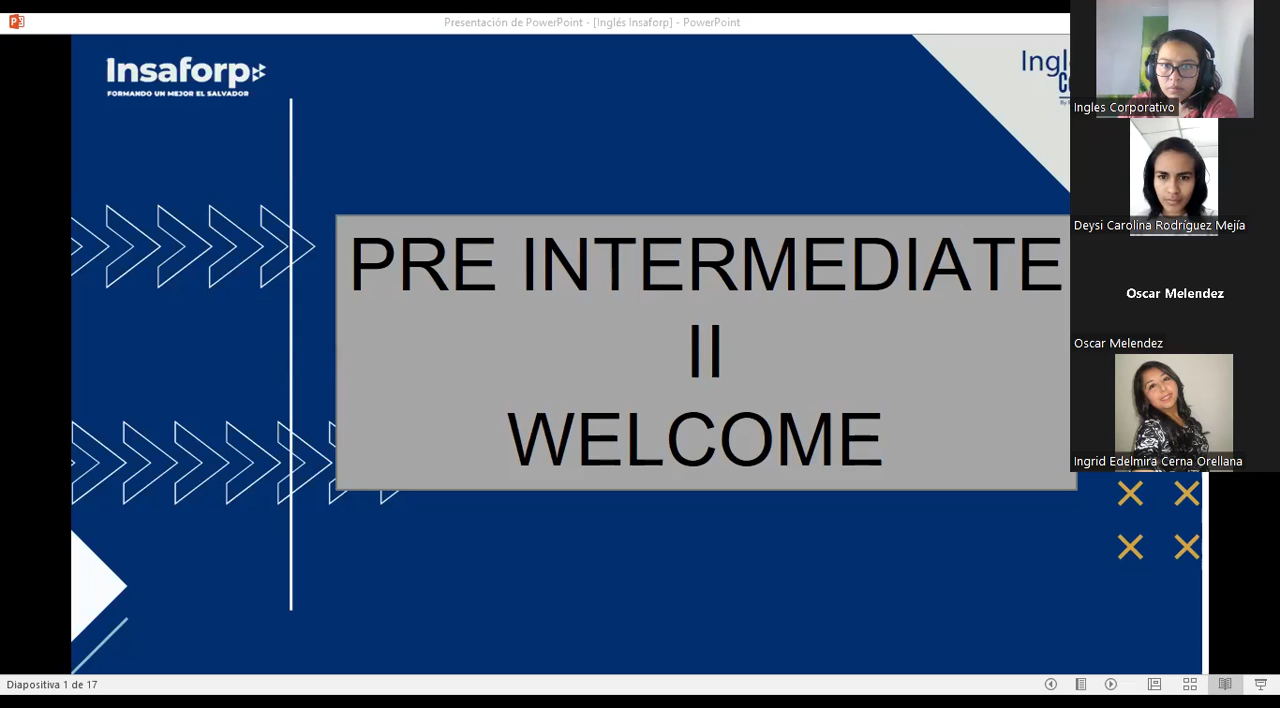 Presentación de PowerPoint - [Inglés Insaforp] - PowerPoint
Insaforp
FORMANDO UN MEJOR EL SALVADOR
PRE INTERMEDIATE
II
WELCOME
Ingles Corporativo
Deysi Carolina Rodríguez Mejía
Oscar Melendez
Oscar Melendez
Ingrid Edelmira Cerna Orellana
Diapositiva 1 de 17